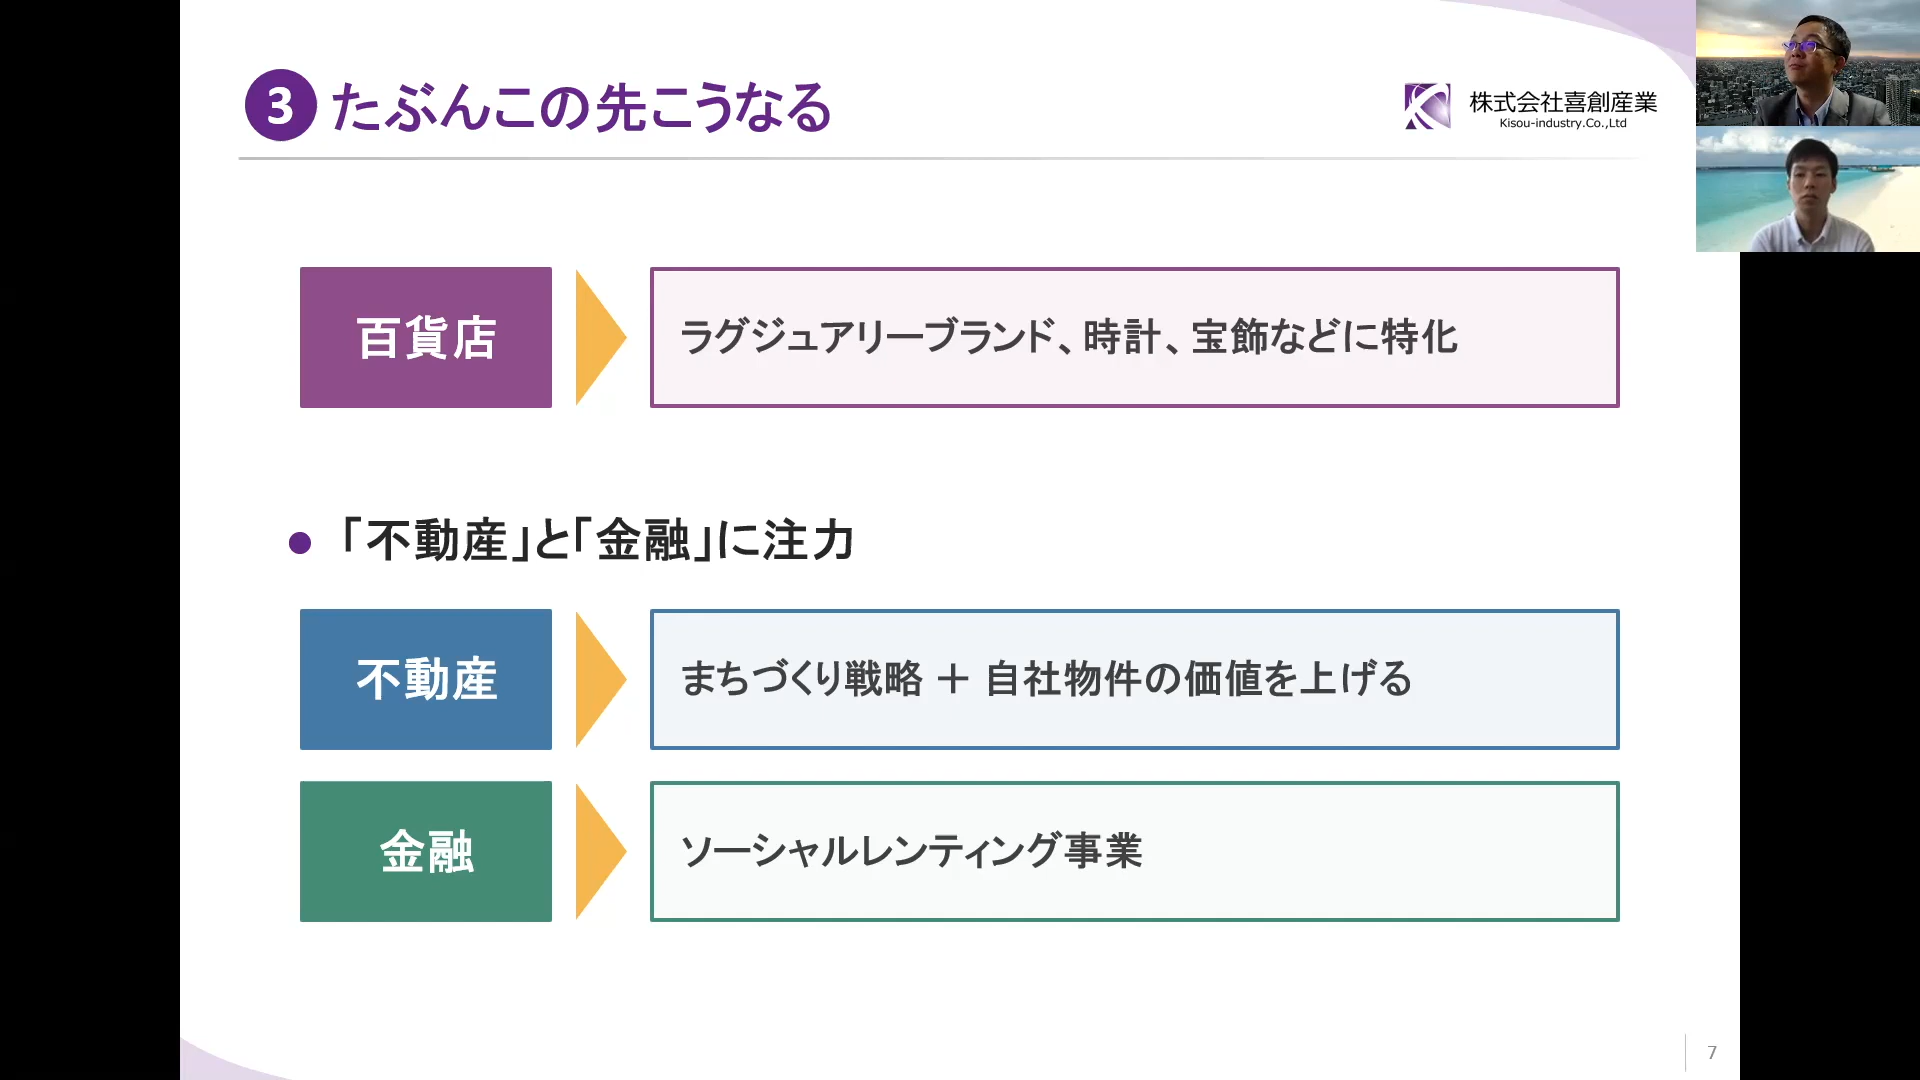 3 たぶんこの先こうなる
株式会社喜創産業
Kisou-industry.Co.,Ltd
百貨店
ラグジュアリーブランド、時計、宝飾などに特化
● 「不動産」と「金融」に注力
不動産
まちづくり戦略 ＋ 自社物件の価値を上げる
金融
ソーシャルレンティング事業
7